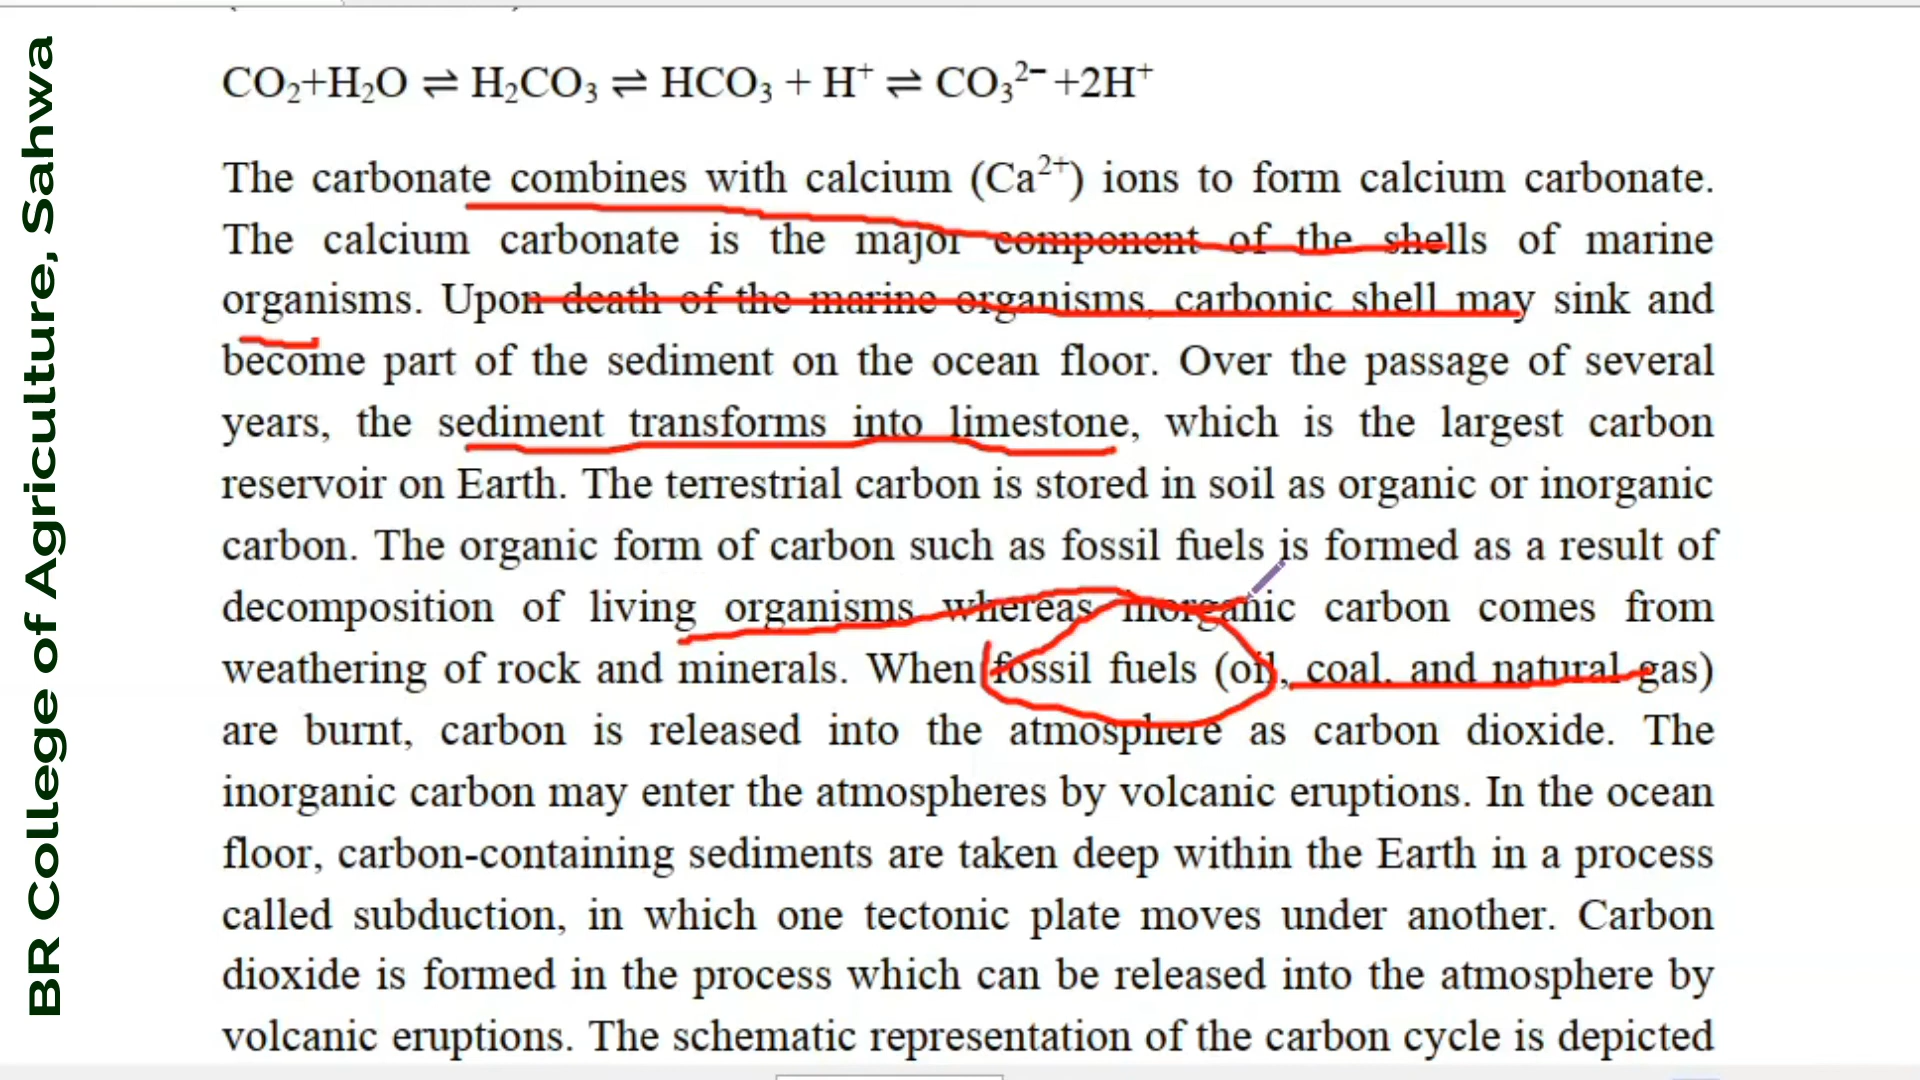 BR College of Agriculture, Sahwa
CO₂+H₂O ⇌ H₂CO₃ ⇌ HCO₃ + H⁺ ⇌ CO₃²⁻ +2H⁺
The carbonate combines with calcium (Ca²⁺) ions to form calcium carbonate.
The calcium carbonate is the major component of the shells of marine
organisms. Upon death of the marine organisms, carbonic shell may sink and
become part of the sediment on the ocean floor. Over the passage of several
years, the sediment transforms into limestone, which is the largest carbon
reservoir on Earth. The terrestrial carbon is stored in soil as organic or inorganic
carbon. The organic form of carbon such as fossil fuels is formed as a result of
decomposition of living organisms whereas inorganic carbon comes from
weathering of rock and minerals. When fossil fuels (oil, coal, and natural gas)
are burnt, carbon is released into the atmosphere as carbon dioxide. The
inorganic carbon may enter the atmospheres by volcanic eruptions. In the ocean
floor, carbon-containing sediments are taken deep within the Earth in a process
called subduction, in which one tectonic plate moves under another. Carbon
dioxide is formed in the process which can be released into the atmosphere by
volcanic eruptions. The schematic representation of the carbon cycle is depicted